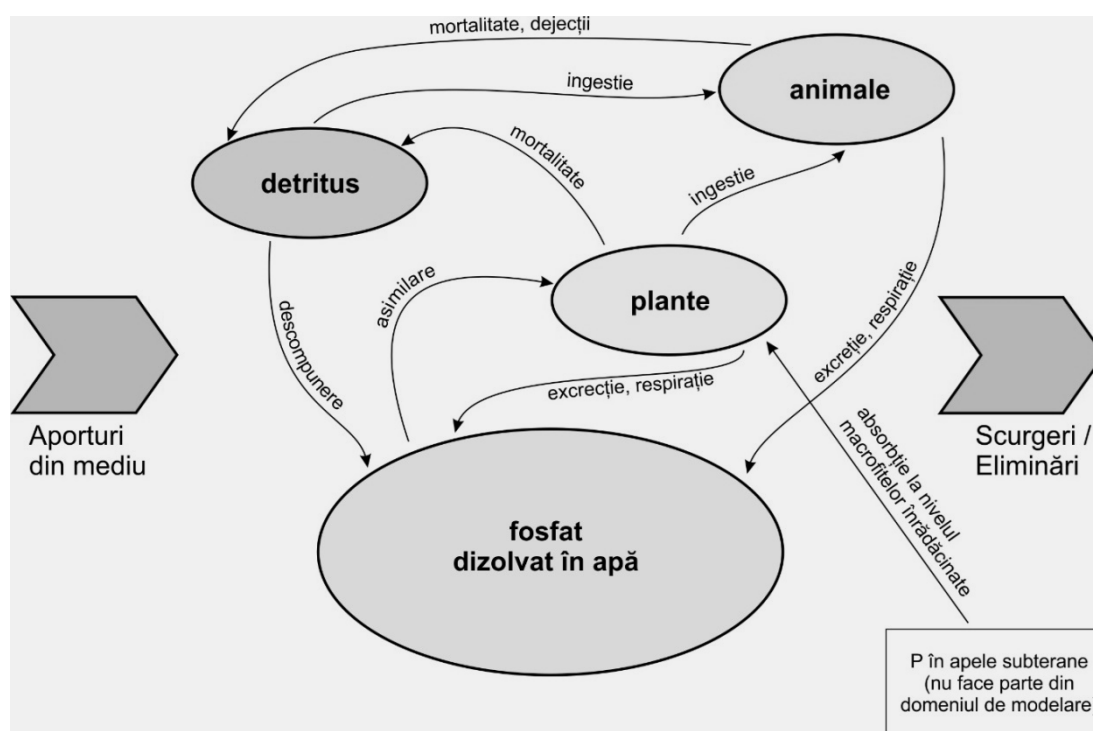 mortalitate, dejecții
ingestie
animale
mortalitate
detritus
ingestie
asimilare
plante
descompunere
excrecție, respirație
excreție, respirație
Aporturi
din mediu
Scurgeri /
Eliminări
absorbție la nivelul
macrofitelor înrădăcinate
fosfat
dizolvat în apă
P în apele subterane
(nu face parte din
domeniul de modelare)